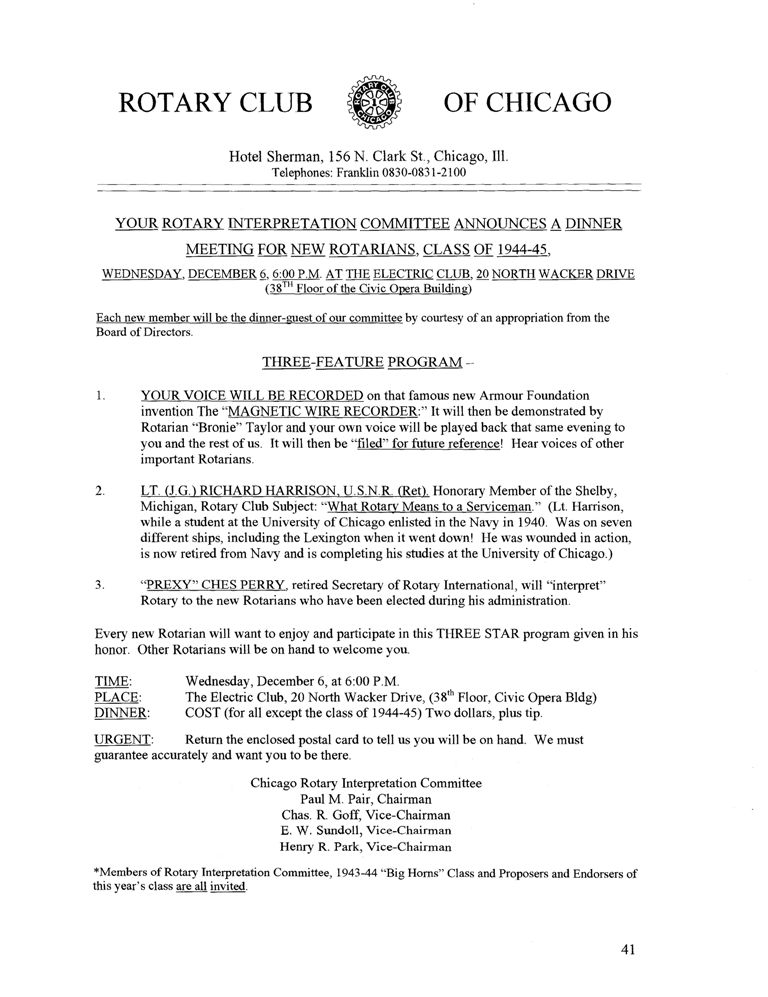 ROTARY CLUB OF CHICAGO
ROTARY CLUB
CHICAGO
Hotel Sherman, 156 N. Clark St., Chicago, Ill.
Telephones: Franklin 0830-0831-2100
YOUR ROTARY INTERPRETATION COMMITTEE ANNOUNCES A DINNER
MEETING FOR NEW ROTARIANS, CLASS OF 1944-45,
WEDNESDAY, DECEMBER 6, 6:00 P.M. AT THE ELECTRIC CLUB, 20 NORTH WACKER DRIVE
(38TH Floor of the Civic Opera Building)
Each new member will be the dinner-guest of our committee by courtesy of an appropriation from the
Board of Directors.
THREE-FEATURE PROGRAM --
1. YOUR VOICE WILL BE RECORDED on that famous new Armour Foundation
invention The “MAGNETIC WIRE RECORDER:” It will then be demonstrated by
Rotarian “Bronie” Taylor and your own voice will be played back that same evening to
you and the rest of us. It will then be “filed” for future reference! Hear voices of other
important Rotarians.
2. LT. (J.G.) RICHARD HARRISON, U.S.N.R. (Ret). Honorary Member of the Shelby,
Michigan, Rotary Club Subject: “What Rotary Means to a Serviceman.” (Lt. Harrison,
while a student at the University of Chicago enlisted in the Navy in 1940. Was on seven
different ships, including the Lexington when it went down! He was wounded in action,
is now retired from Navy and is completing his studies at the University of Chicago.)
3. “PREXY” CHES PERRY, retired Secretary of Rotary International, will “interpret”
Rotary to the new Rotarians who have been elected during his administration.
Every new Rotarian will want to enjoy and participate in this THREE STAR program given in his
honor. Other Rotarians will be on hand to welcome you.
TIME: Wednesday, December 6, at 6:00 P.M.
PLACE: The Electric Club, 20 North Wacker Drive, (38th Floor, Civic Opera Bldg)
DINNER: COST (for all except the class of 1944-45) Two dollars, plus tip.
URGENT: Return the enclosed postal card to tell us you will be on hand. We must
guarantee accurately and want you to be there.
Chicago Rotary Interpretation Committee
Paul M. Pair, Chairman
Chas. R. Goff, Vice-Chairman
E. W. Sundoll, Vice-Chairman
Henry R. Park, Vice-Chairman
*Members of Rotary Interpretation Committee, 1943-44 “Big Horns” Class and Proposers and Endorsers of
this year’s class are all invited.
41